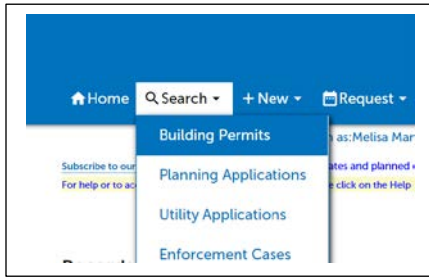 Home Search + New Request
Building Permits
as:Melisa Mar
Subscribe to our
ates and planned
Planning Applications
For help or to
click on the Help
Utility Applications
Enforcement Cases